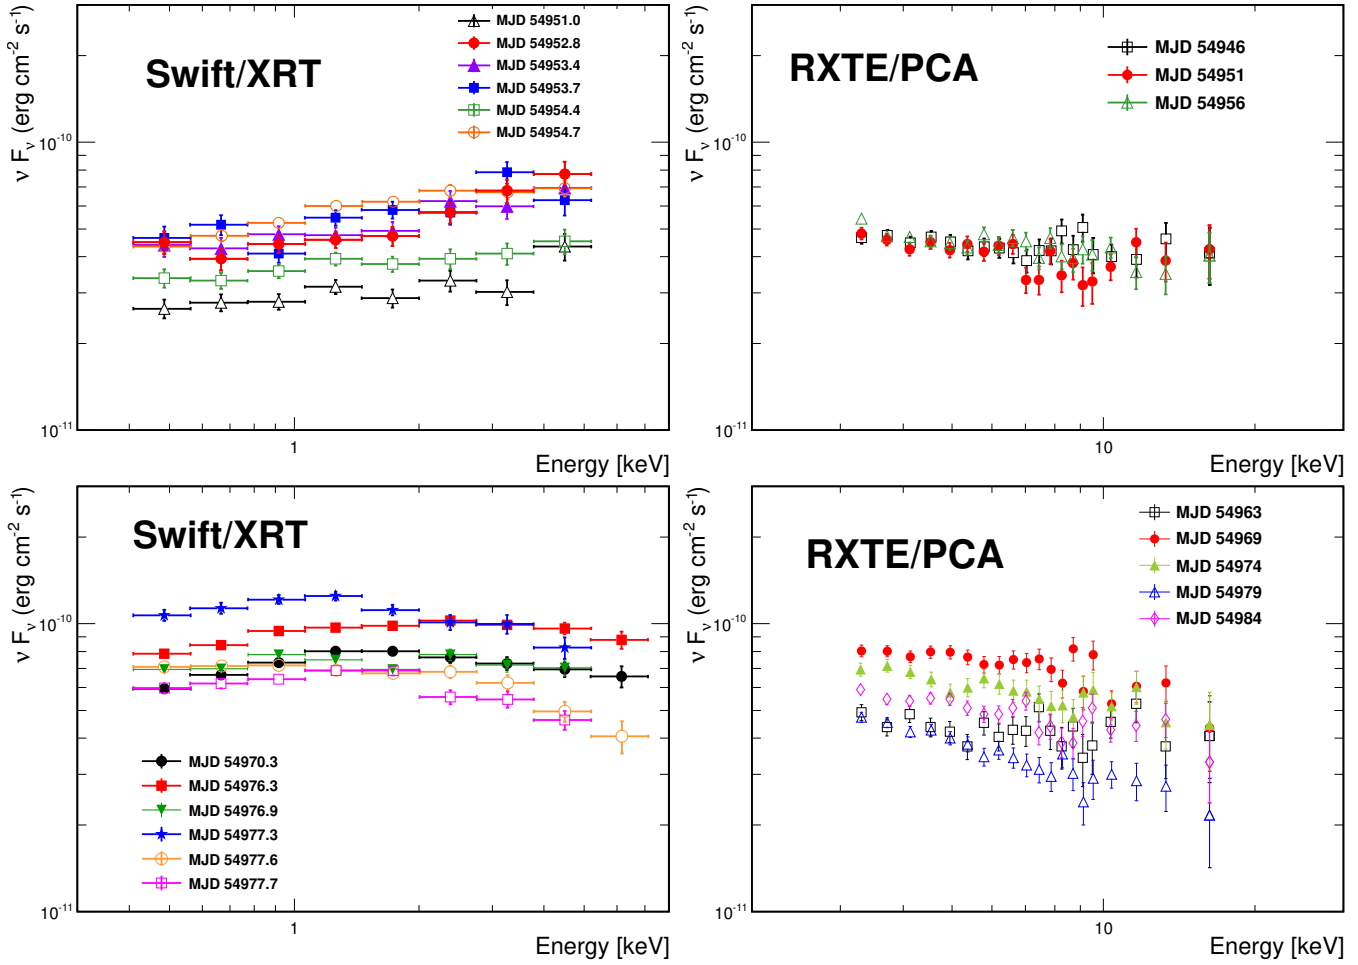 ν Fν (erg cm-2 s-1)
Swift/XRT
MJD 54951.0
MJD 54952.8
MJD 54953.4
MJD 54953.7
MJD 54954.4
MJD 54954.7
10-10
10-11
1
Energy [keV]
ν Fν (erg cm-2 s-1)
RXTE/PCA
MJD 54946
MJD 54951
MJD 54956
10-10
10-11
10
Energy [keV]
ν Fν (erg cm-2 s-1)
Swift/XRT
10-10
MJD 54970.3
MJD 54976.3
MJD 54976.9
MJD 54977.3
MJD 54977.6
MJD 54977.7
10-11
1
Energy [keV]
ν Fν (erg cm-2 s-1)
RXTE/PCA
MJD 54963
MJD 54969
MJD 54974
MJD 54979
MJD 54984
10-10
10-11
10
Energy [keV]